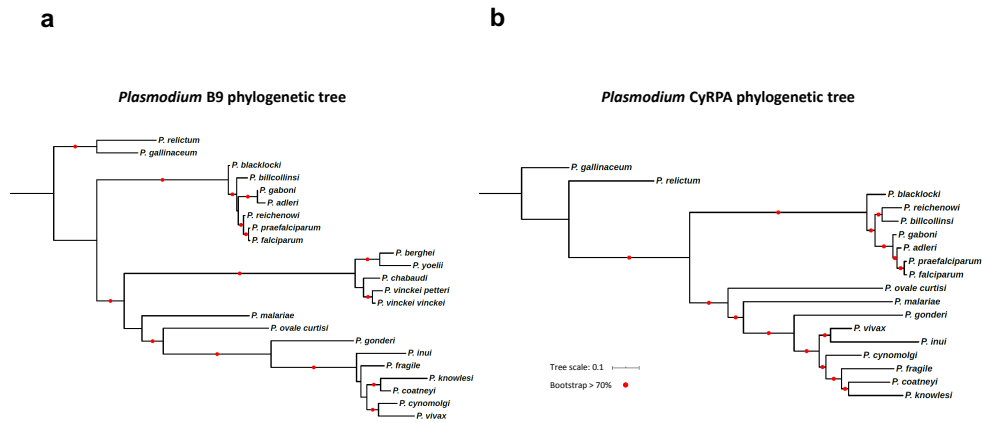 a
Plasmodium B9 phylogenetic tree
P. relictum
P. gallinaceum
P. blacklocki
P. billcollinsi
P. gaboni
P. adleri
P. reichenowi
P. praefalciparum
P. falciparum
P. berghei
P. yoelii
P. chabaudi
P. vinckei petteri
P. vinckei vinckei
P. malariae
P. ovale curtisi
P. gonderi
P. inui
P. fragile
P. knowlesi
P. coatneyi
P. cynomolgi
P. vivax
b
Plasmodium CyRPA phylogenetic tree
P. gallinaceum
P. relictum
P. blacklocki
P. reichenowi
P. billcollinsi
P. gaboni
P. adleri
P. praefalciparum
P. falciparum
P. ovale curtisi
P. malariae
P. gonderi
P. vivax
P. inui
P. cynomolgi
P. fragile
P. coatneyi
P. knowlesi
Tree scale: 0.1
Bootstrap > 70%